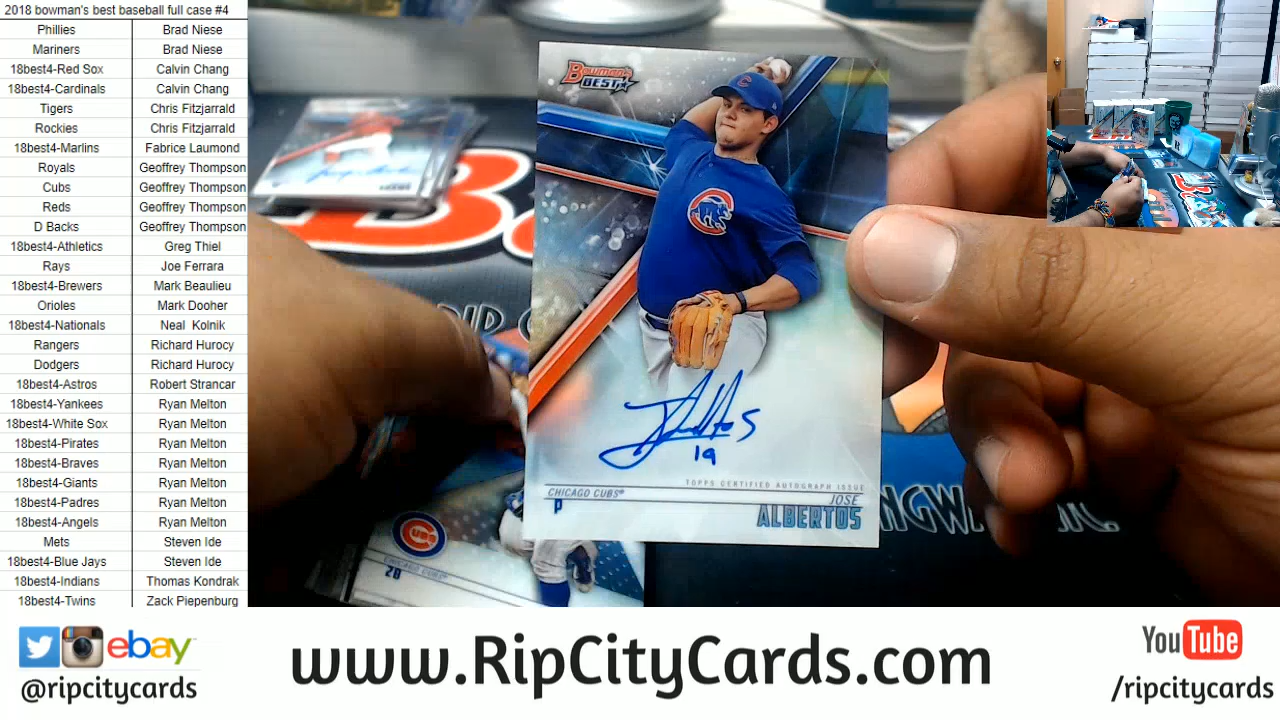 2018 bowman's best baseball full case #4
Phillies Brad Niese
Mariners Brad Niese
18best4-Red Sox Calvin Chang
18best4-Cardinals Calvin Chang
Tigers Chris Fitzjarrald
Rockies Chris Fitzjarrald
18best4-Marlins Fabrice Laumond
Royals Geoffrey Thompson
Cubs Geoffrey Thompson
Reds Geoffrey Thompson
D Backs Geoffrey Thompson
18best4-Athletics Greg Thiel
Rays Joe Ferrara
18best4-Brewers Mark Beaulieu
Orioles Mark Dooher
18best4-Nationals Neal Kolnik
Rangers Richard Hurocy
Dodgers Richard Hurocy
18best4-Astros Robert Strancar
18best4-Yankees Ryan Melton
18best4-White Sox Ryan Melton
18best4-Pirates Ryan Melton
18best4-Braves Ryan Melton
18best4-Giants Ryan Melton
18best4-Padres Ryan Melton
18best4-Angels Ryan Melton
Mets Steven Ide
18best4-Blue Jays Steven Ide
18best4-Indians Thomas Kondrak
18best4-Twins Zack Piepenburg
BOWMAN'S
BEST
19
TOPPS CERTIFIED AUTOGRAPH ISSUE
CHICAGO CUBS® JOSE
P ALBERTOS
CHICAGO CUBS®
2B
ebay
@ripcitycards
www.RipCityCards.com
YouTube
/ripcitycards